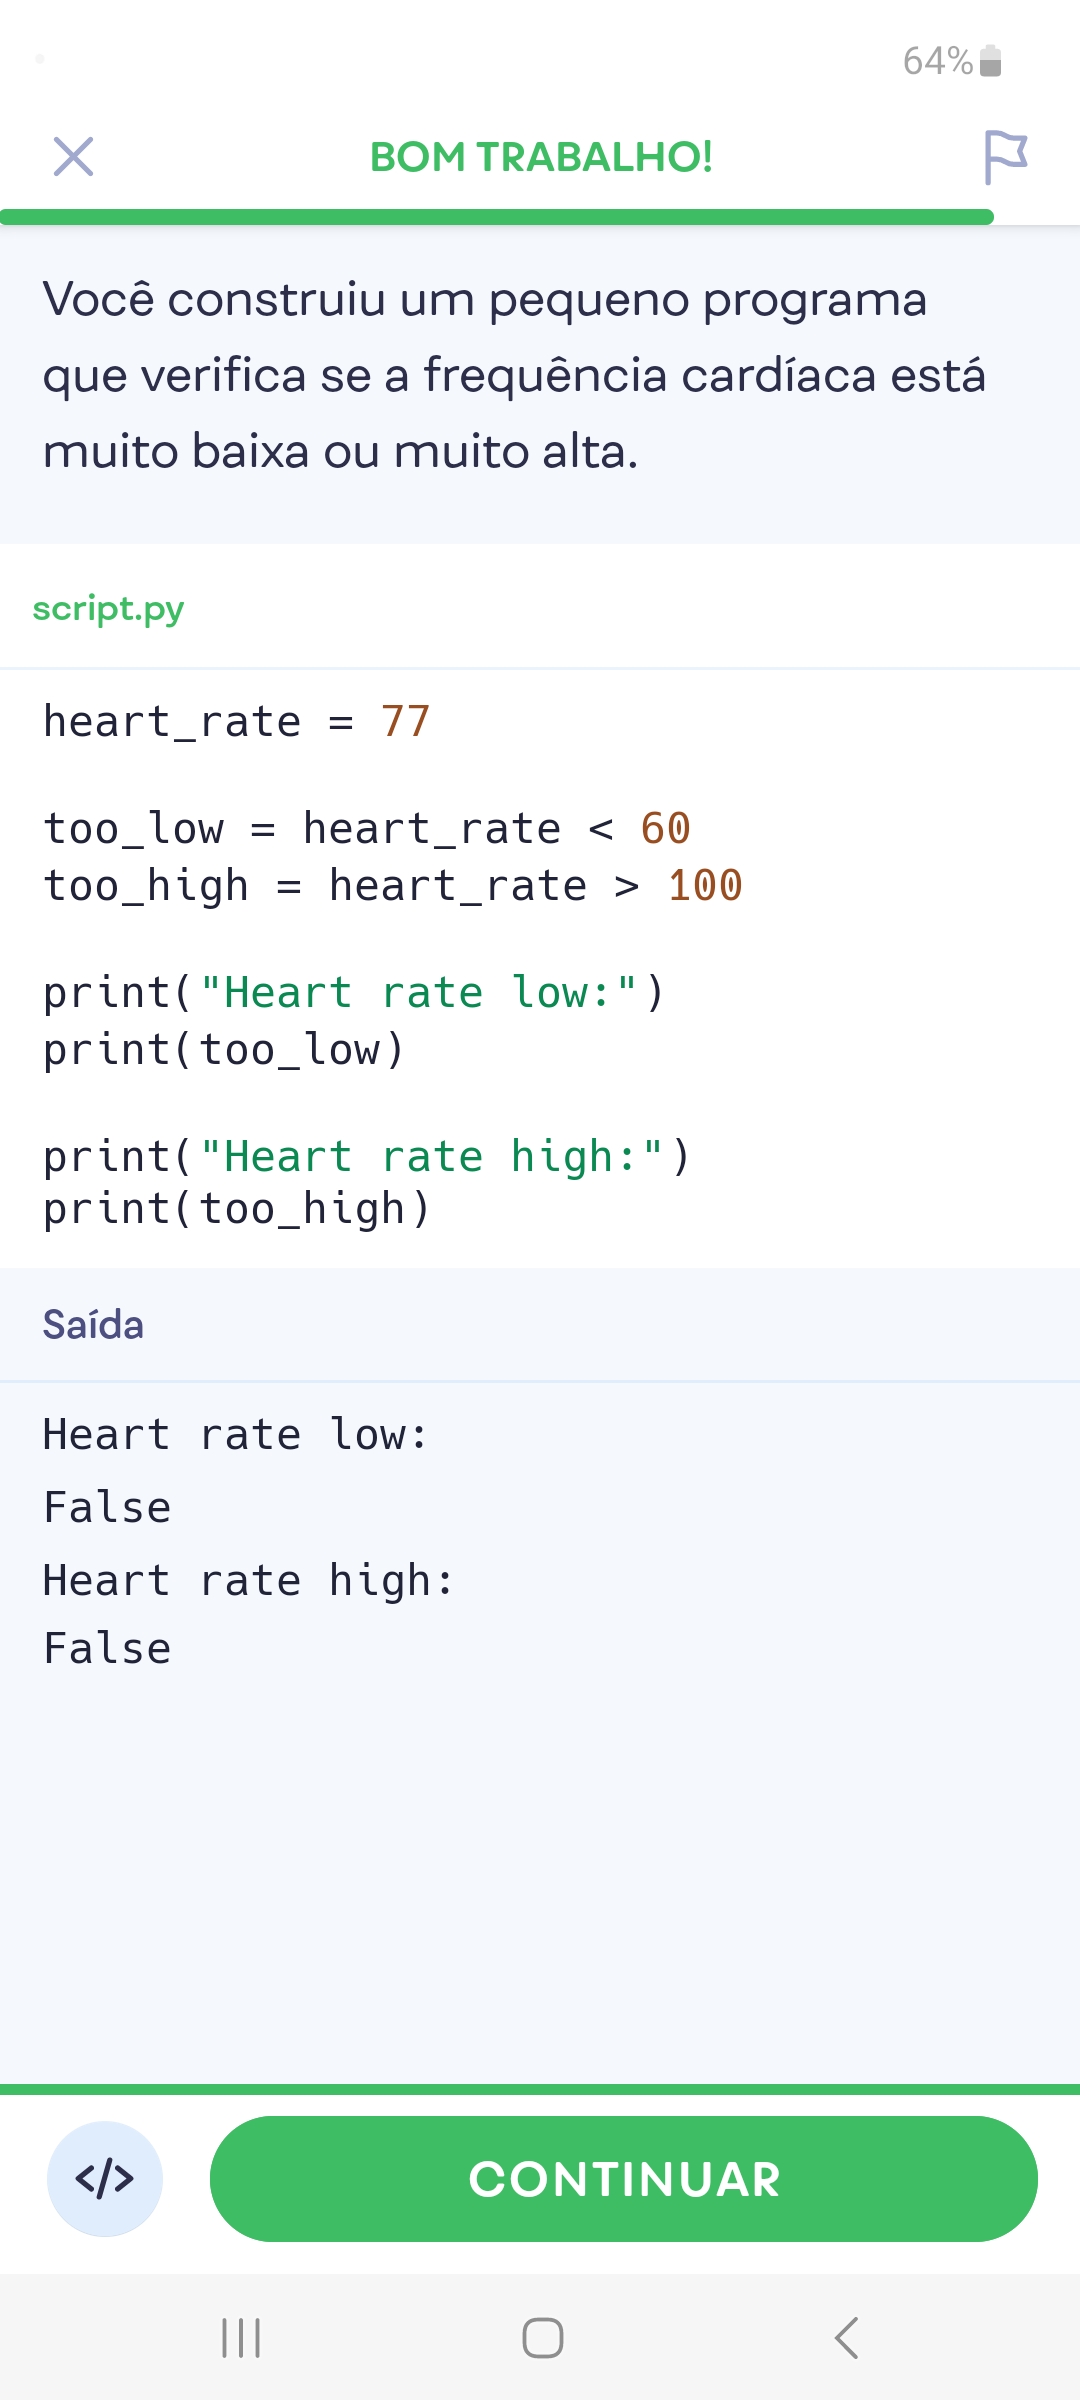 64%
BOM TRABALHO!
Você construiu um pequeno programa
que verifica se a frequência cardíaca está
muito baixa ou muito alta.
script.py
heart_rate = 77
too_low = heart_rate < 60
too_high = heart_rate > 100
print("Heart rate low:")
print(too_low)
print("Heart rate high:")
print(too_high)
Saída
Heart rate low:
False
Heart rate high:
False
</> CONTINUAR